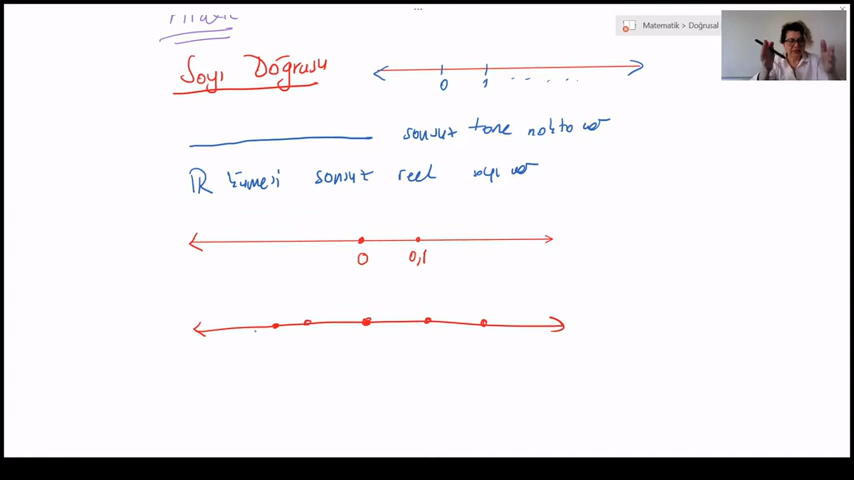 Matematik > Doğrusal
Sayı Doğrusu
0 1 ......
sonsuz tane nokta var
IR kümesi sonsuz reel sayı var
0 0,1